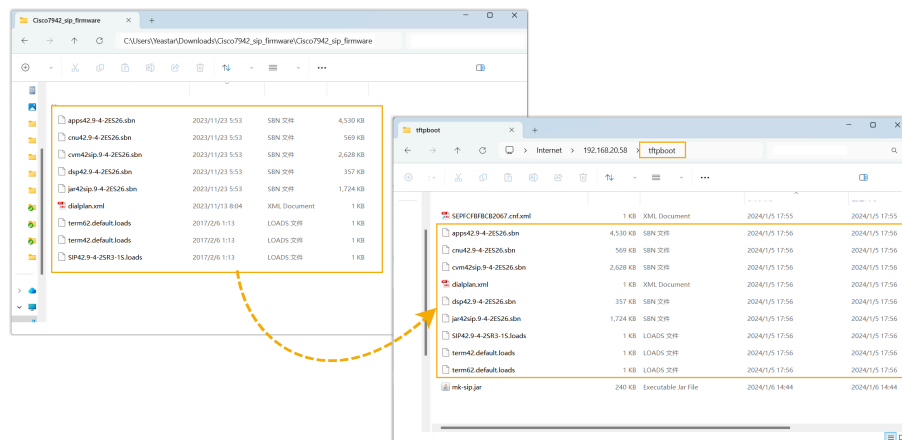 Cisco7942_sip_firmware
C:\Users\Yeastar\Downloads\Cisco7942_sip_firmware\Cisco7942_sip_firmware
apps42.9-4-2ES26.sbn 2023/11/23 5:53 SBN 文件 4,530 KB
cnu42.9-4-2ES26.sbn 2023/11/23 5:53 SBN 文件 569 KB
cvm42sip.9-4-2ES26.sbn 2023/11/23 5:53 SBN 文件 2,628 KB
dsp42.9-4-2ES26.sbn 2023/11/23 5:53 SBN 文件 357 KB
jar42sip.9-4-2ES26.sbn 2023/11/23 5:53 SBN 文件 1,724 KB
dialplan.xml 2023/11/13 8:04 XML Document 1 KB
term62.default.loads 2017/2/6 1:13 LOADS 文件 1 KB
term42.default.loads 2017/2/6 1:13 LOADS 文件 1 KB
SIP42.9-4-2SR3-1S.loads 2017/2/6 1:13 LOADS 文件 1 KB
tftpboot
Internet > 192.168.20.58 > tftpboot
SEPFCFBFBCB2067.cnf.xml 1 KB XML Document 2024/1/5 17:55 2024/1/5 17:55
apps42.9-4-2ES26.sbn 4,530 KB SBN 文件 2024/1/5 17:56 2024/1/5 17:56
cnu42.9-4-2ES26.sbn 569 KB SBN 文件 2024/1/5 17:56 2024/1/5 17:56
cvm42sip.9-4-2ES26.sbn 2,628 KB SBN 文件 2024/1/5 17:56 2024/1/5 17:56
dialplan.xml 1 KB XML Document 2024/1/5 17:56 2024/1/5 17:56
dsp42.9-4-2ES26.sbn 357 KB SBN 文件 2024/1/5 17:56 2024/1/5 17:56
jar42sip.9-4-2ES26.sbn 1,724 KB SBN 文件 2024/1/5 17:56 2024/1/5 17:56
SIP42.9-4-2SR3-1S.loads 1 KB LOADS 文件 2024/1/5 17:56 2024/1/5 17:56
term42.default.loads 1 KB LOADS 文件 2024/1/5 17:56 2024/1/5 17:56
term62.default.loads 1 KB LOADS 文件 2024/1/5 17:56 2024/1/5 17:56
mk-sip.jar 240 KB Executable Jar File 2024/1/6 14:44 2024/1/6 14:44